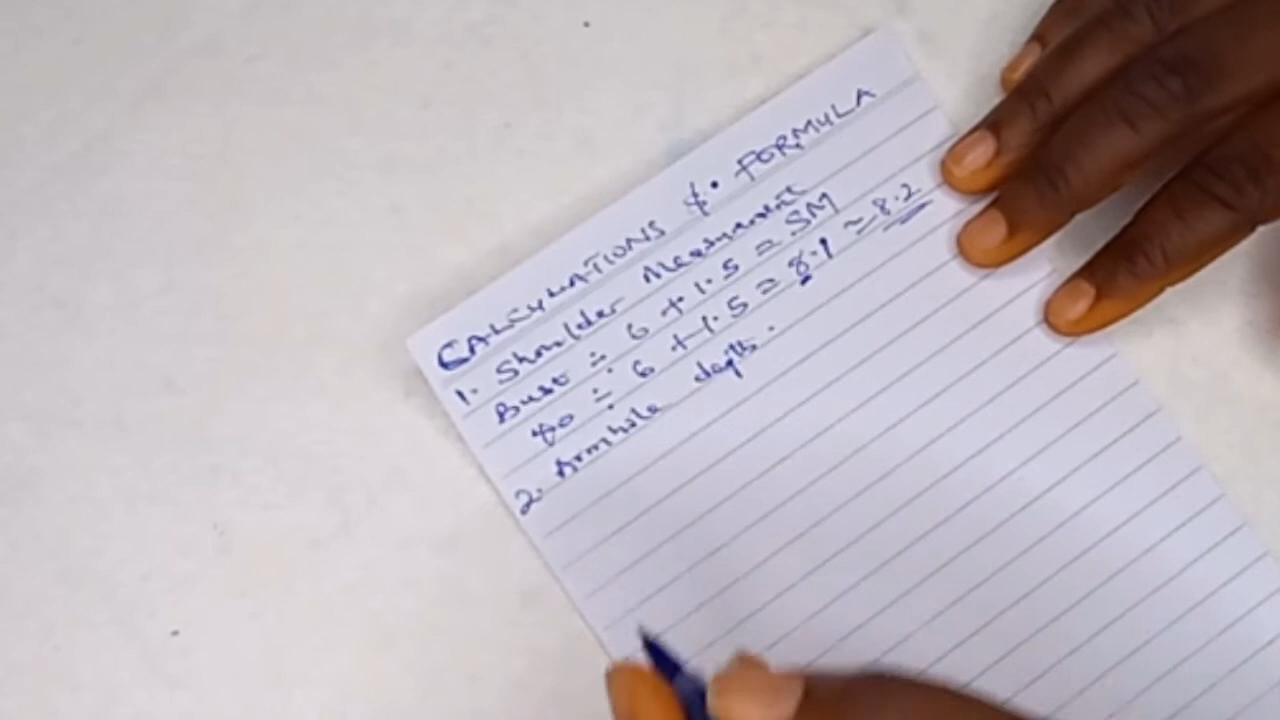 CALCULATIONS &. FORMULA
1. Shoulder Measurement
Bust ÷ 6 + 1.5 = SM
40 ÷ 6 + 1.5 = 8.1 ≃ 8.2
2. Armhole depth.